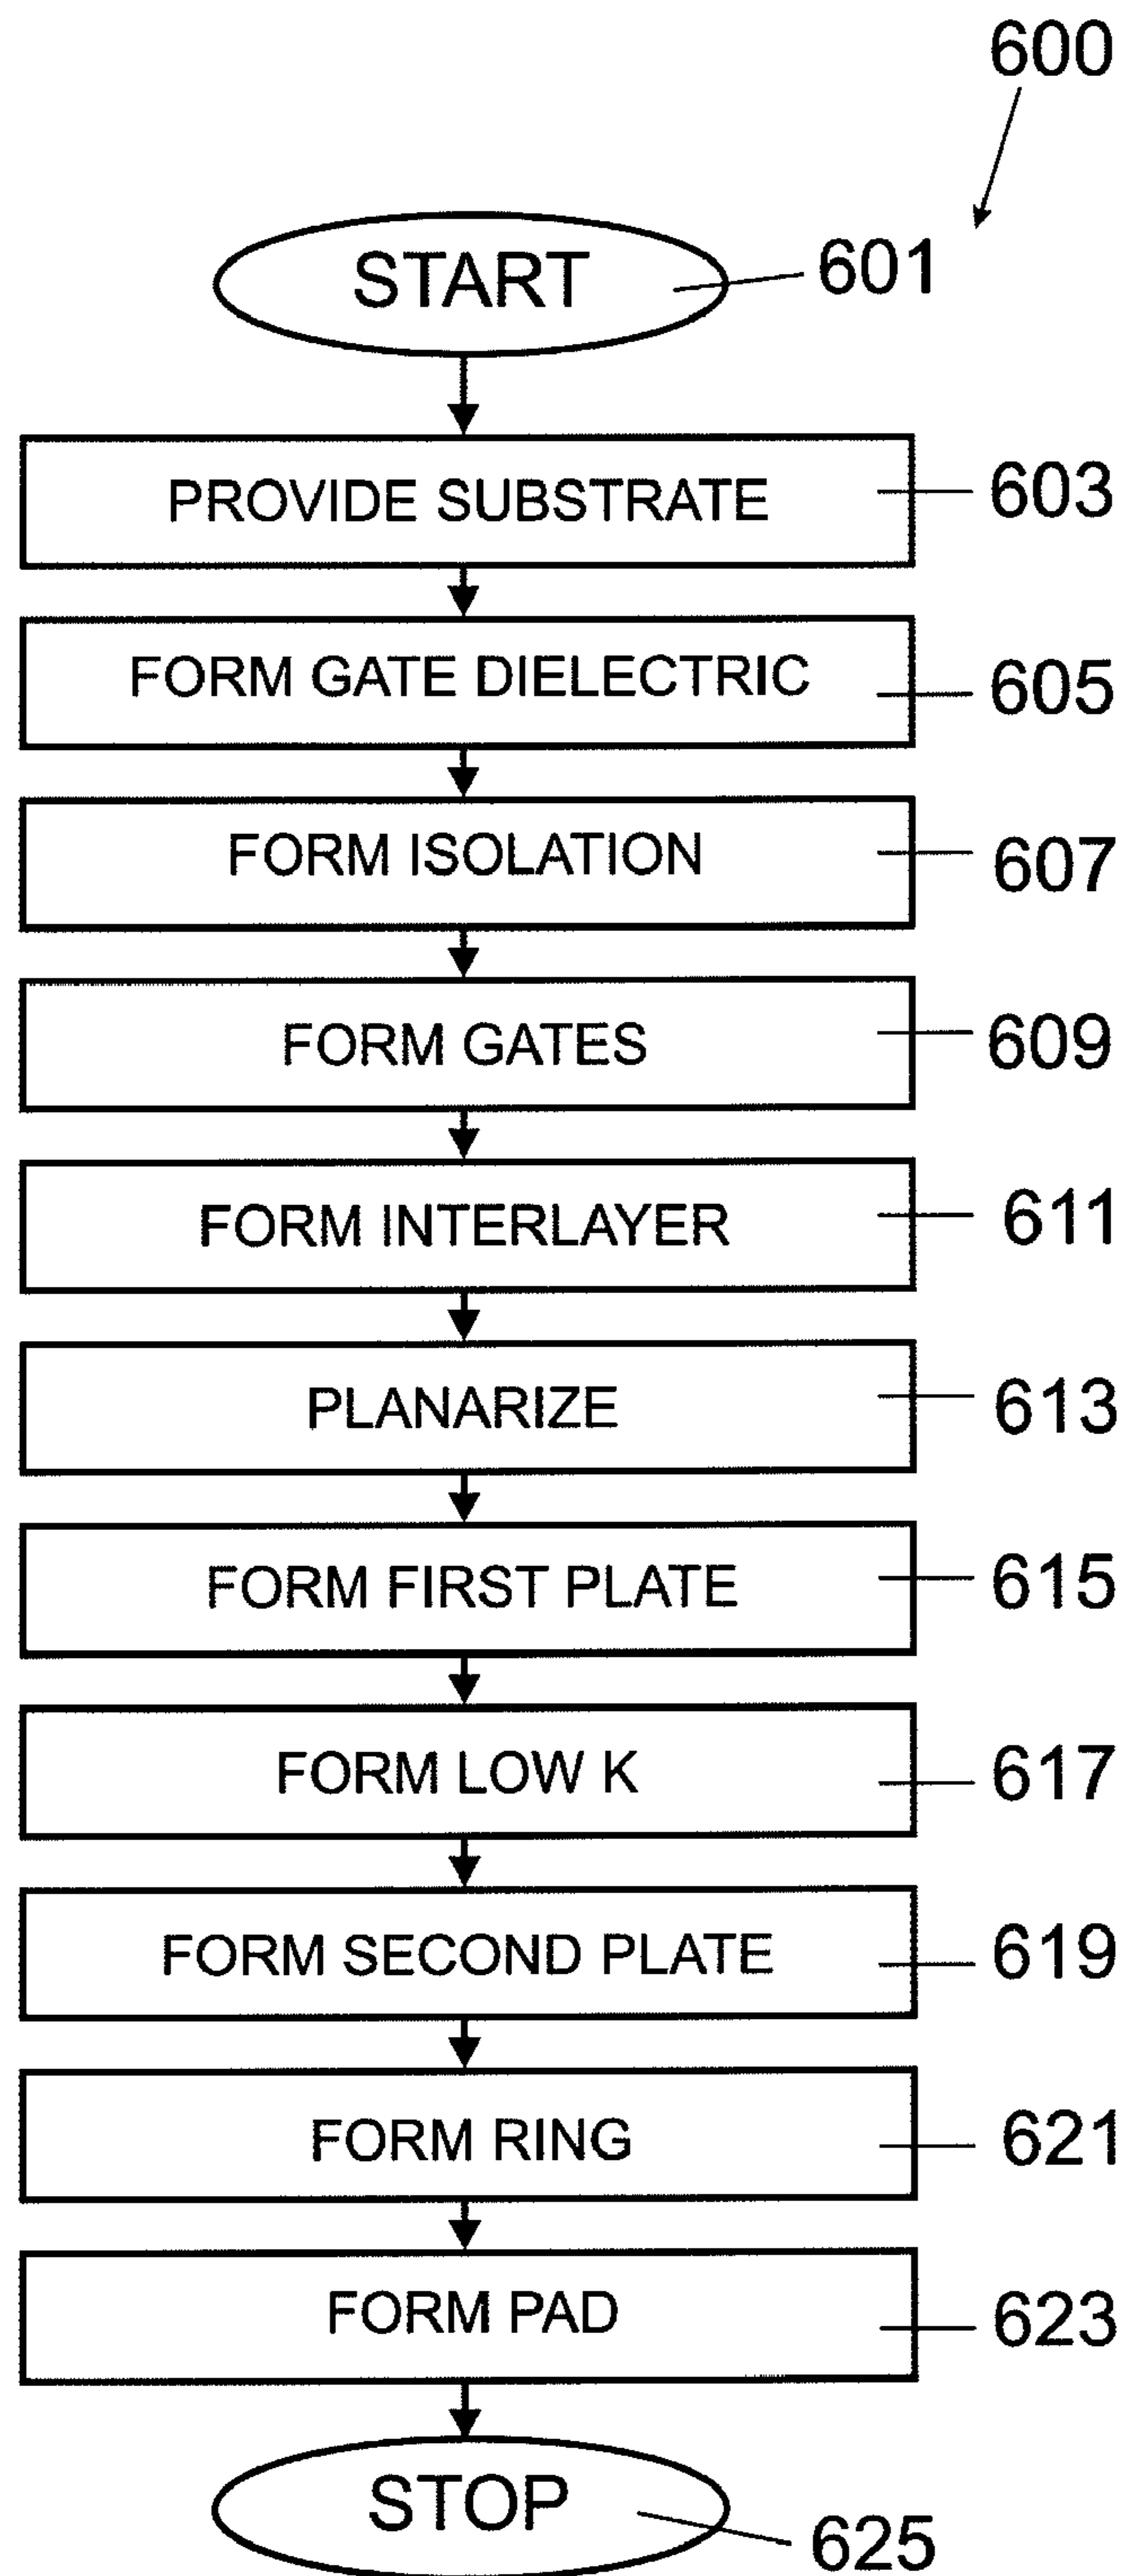 600
START
601
PROVIDE SUBSTRATE
603
FORM GATE DIELECTRIC
605
FORM ISOLATION
607
FORM GATES
609
FORM INTERLAYER
611
PLANARIZE
613
FORM FIRST PLATE
615
FORM LOW K
617
FORM SECOND PLATE
619
FORM RING
621
FORM PAD
623
STOP
625